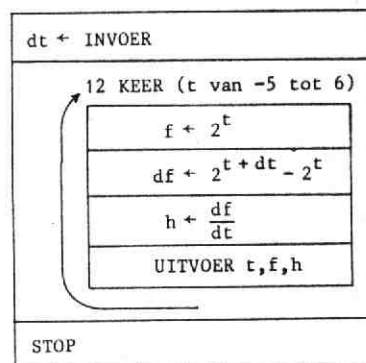 dt ← INVOER
12 KEER (t van -5 tot 6)
f ← 2^t
df ← 2^(t + dt) - 2^t
h ← df/dt
UITVOER t,f,h
STOP